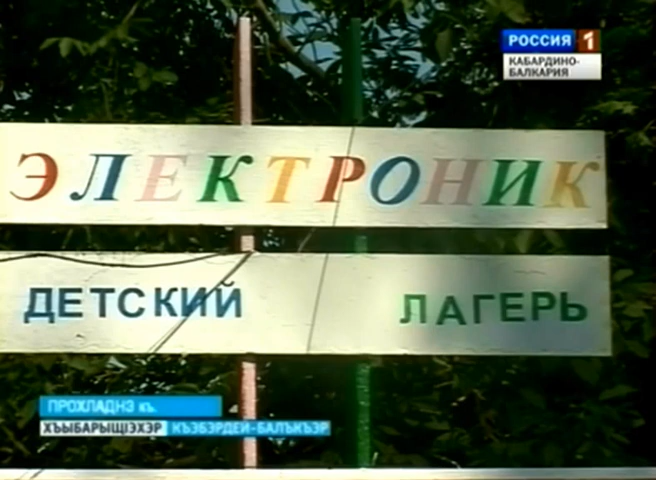 РОССИЯ 1
КАБАРДИНО-
БАЛКАРИЯ
ЭЛЕКТРОНИК
ДЕТСКИЙ ЛАГЕРЬ
ПРОХЛАДНЭ къ.
ХЪЫБАРЫЩІЭХЭР КЪЭБЭРДЕЙ-БАЛЪКЪЭР